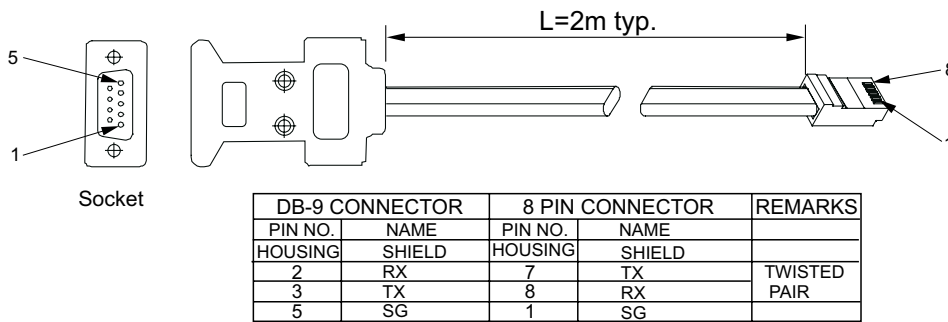 L=2m typ.
5
8
1
1
Socket
DB-9 CONNECTOR 8 PIN CONNECTOR REMARKS
PIN NO. NAME PIN NO. NAME
HOUSING SHIELD HOUSING SHIELD
2 RX 7 TX TWISTED
3 TX 8 RX PAIR
5 SG 1 SG